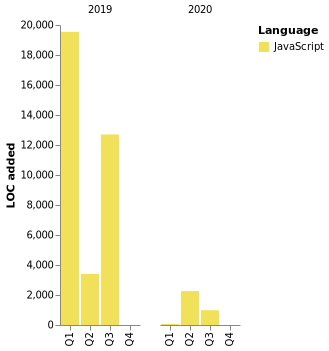 2019
2020
Language
JavaScript
LOC added
20,000
18,000
16,000
14,000
12,000
10,000
8,000
6,000
4,000
2,000
0
Q1
Q2
Q3
Q4
Q1
Q2
Q3
Q4